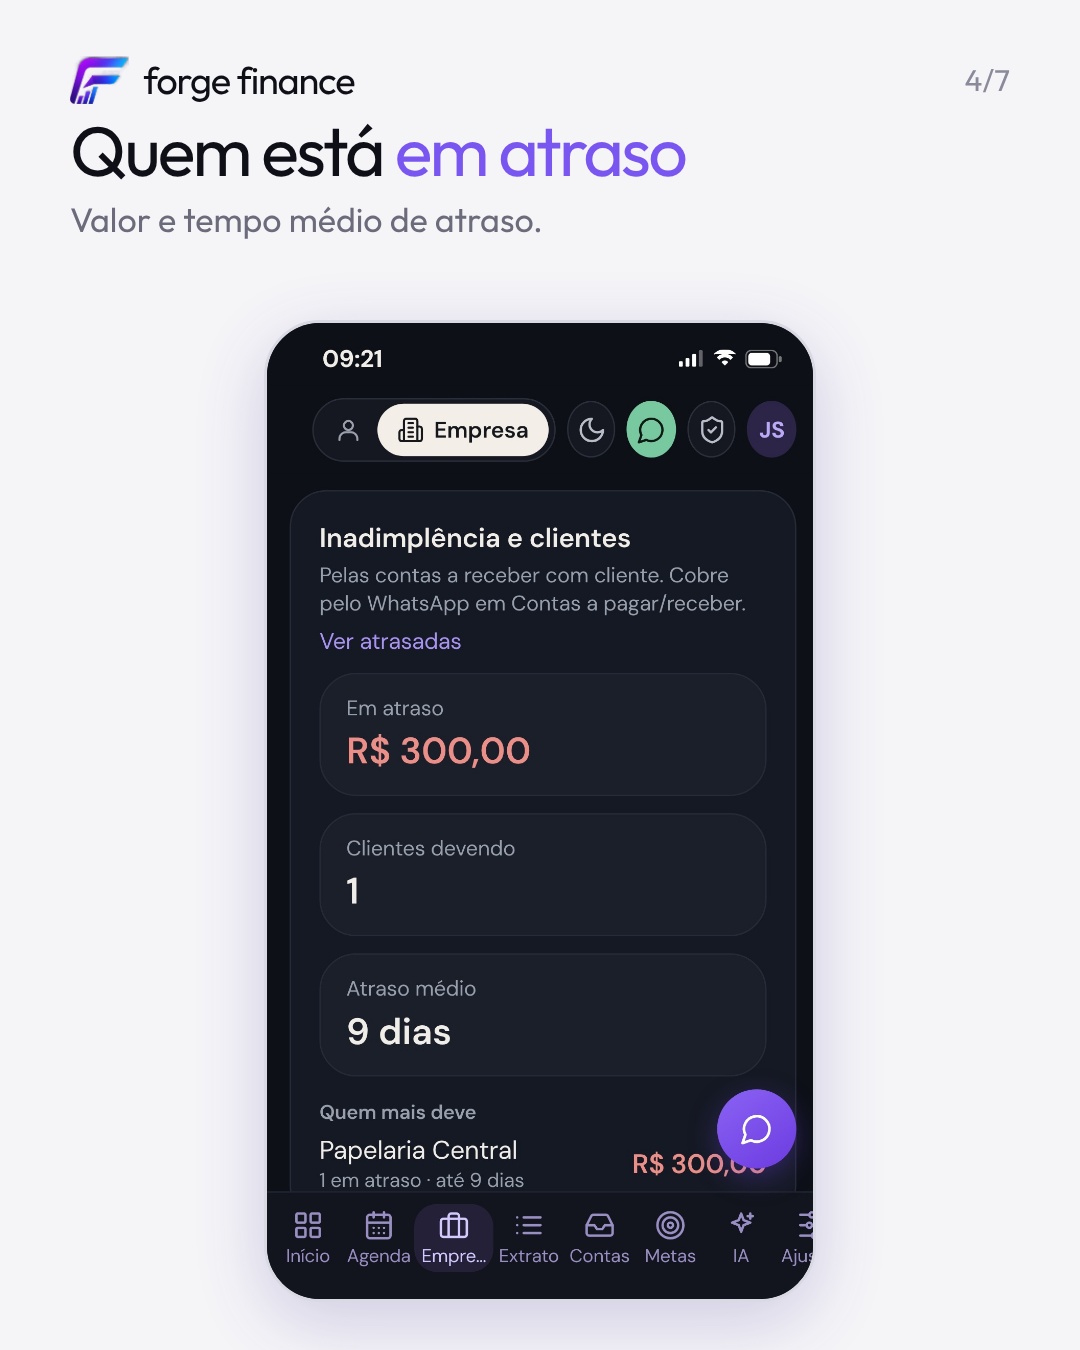 forge finance
4/7
Quem está em atraso
Valor e tempo médio de atraso.
09:21
Empresa
JS
Inadimplência e clientes
Pelas contas a receber com cliente. Cobre
pelo WhatsApp em Contas a pagar/receber.
Ver atrasadas
Em atraso
R$ 300,00
Clientes devendo
1
Atraso médio
9 dias
Quem mais deve
Papelaria Central
R$ 300,00
1 em atraso · até 9 dias
Início
Agenda
Empre...
Extrato
Contas
Metas
IA
Ajus